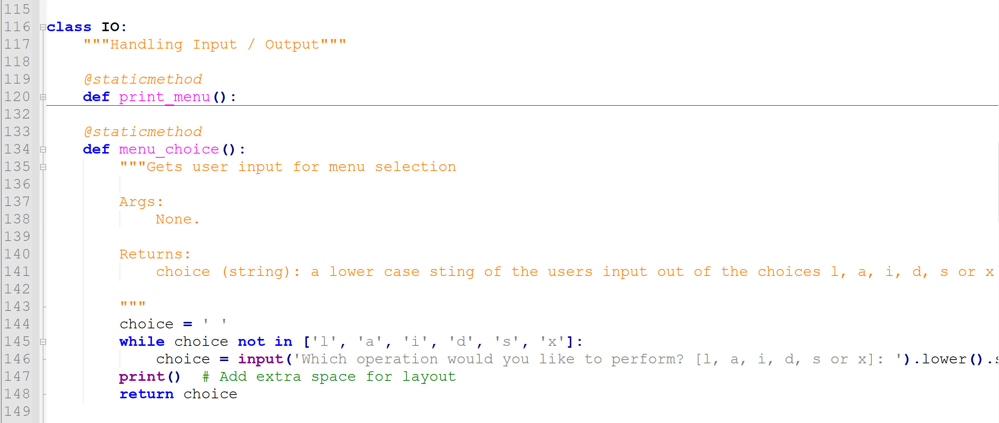 115
116 class IO:
117     """Handling Input / Output"""
118
119     @staticmethod
120     def print_menu():
132
133     @staticmethod
134     def menu_choice():
135         """Gets user input for menu selection
136
137         Args:
138             None.
139
140         Returns:
141             choice (string): a lower case sting of the users input out of the choices l, a, i, d, s or x
142
143         """
144         choice = ' '
145         while choice not in ['l', 'a', 'i', 'd', 's', 'x']:
146             choice = input('Which operation would you like to perform? [l, a, i, d, s or x]: ').lower().
147         print()  # Add extra space for layout
148         return choice
149